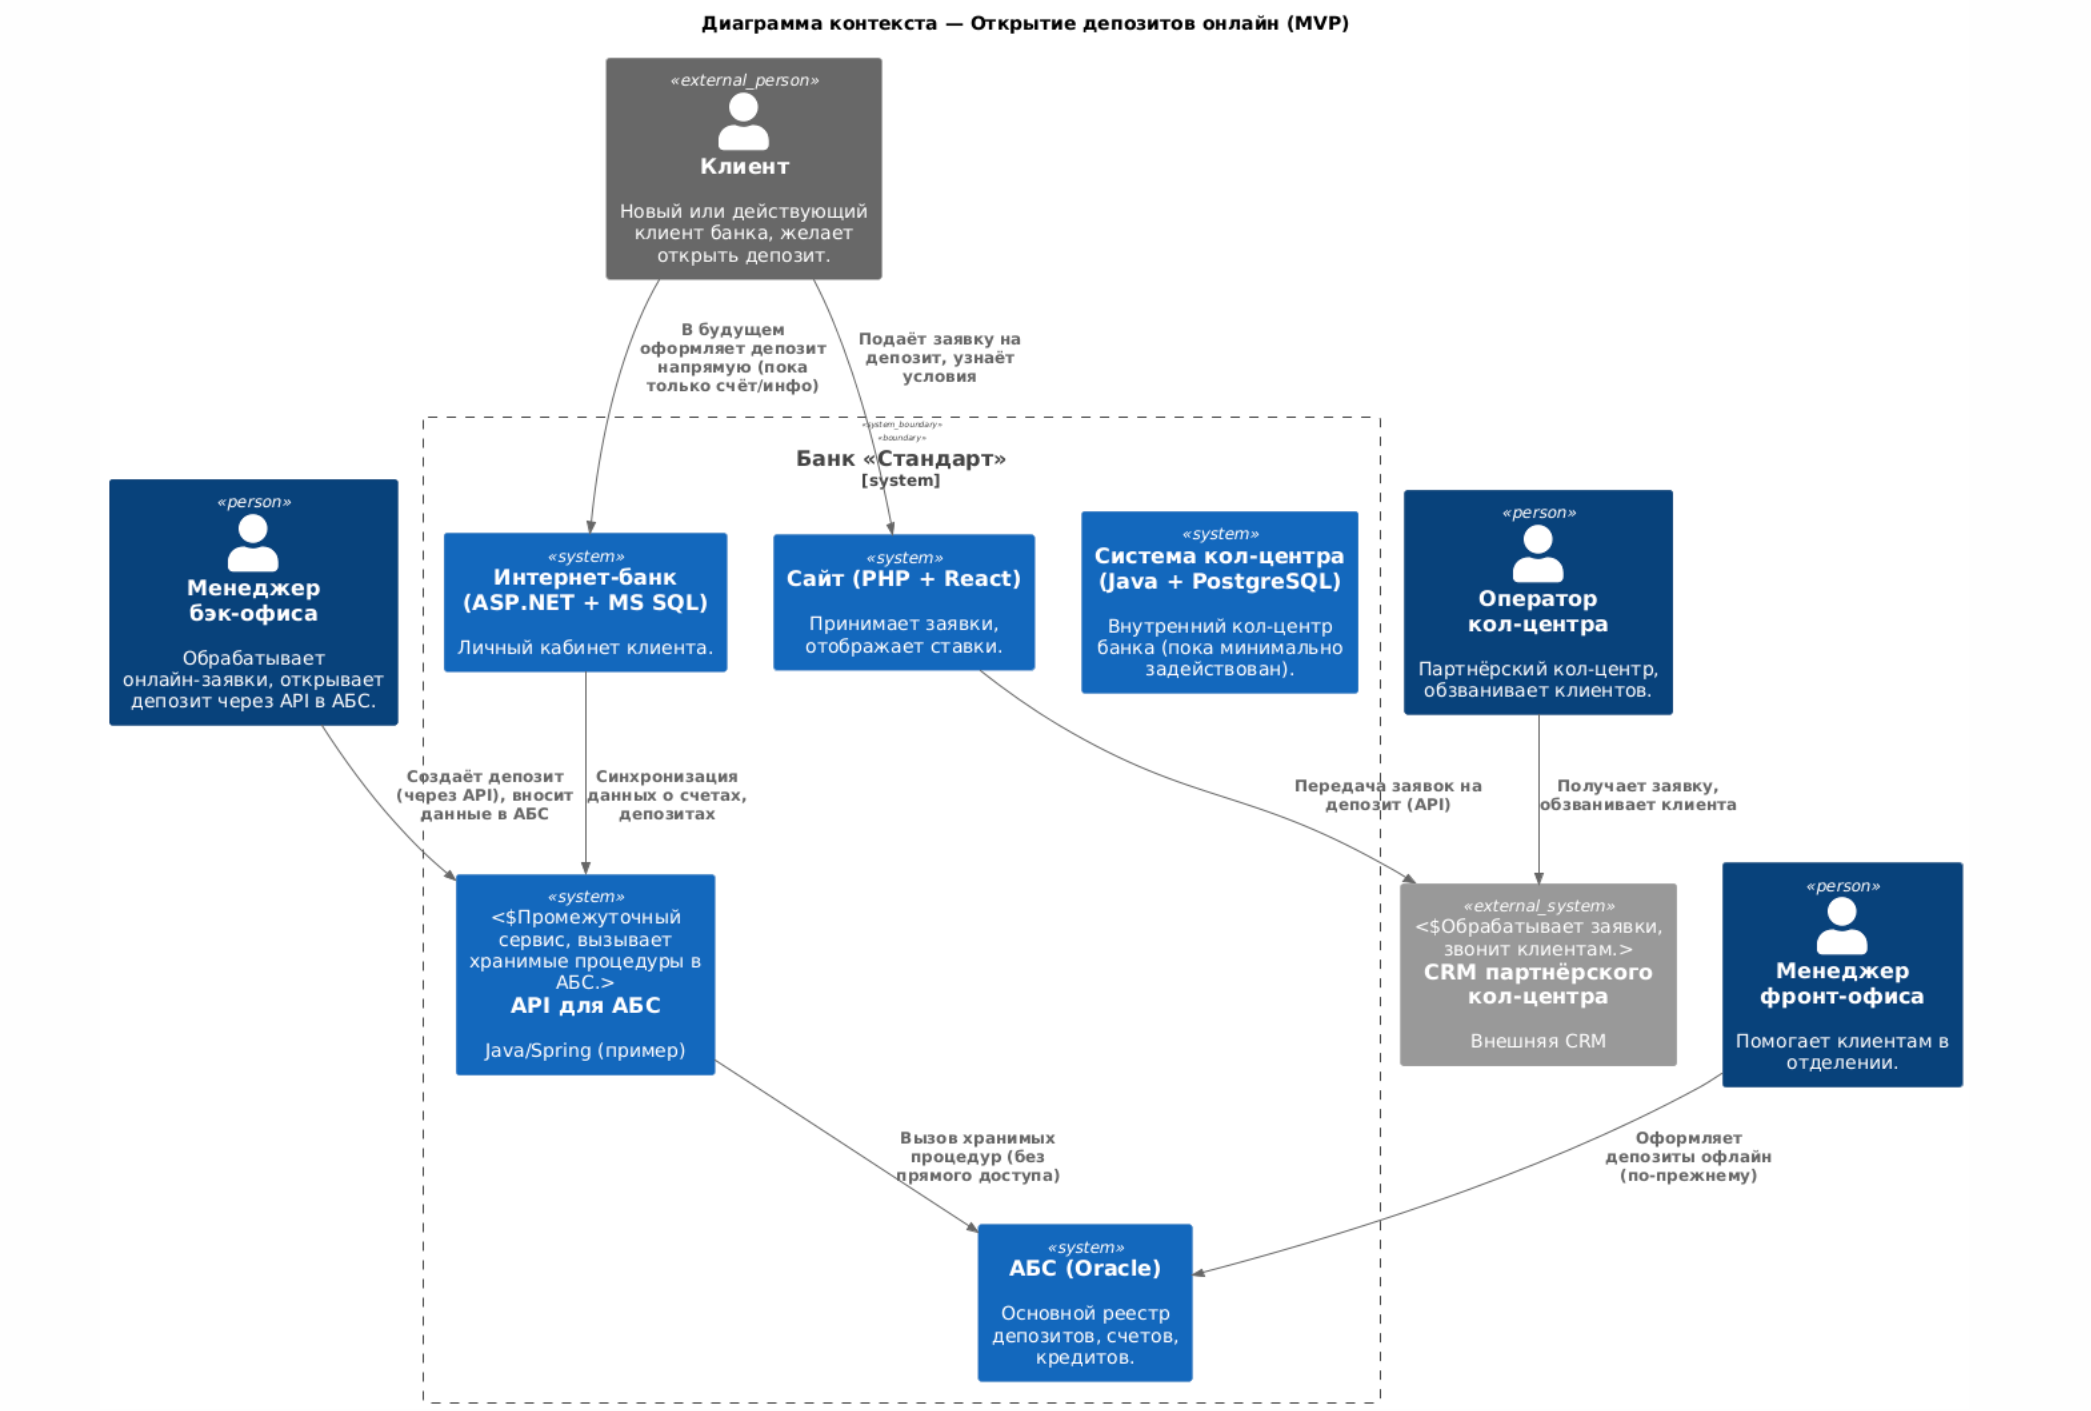 Диаграмма контекста — Открытие депозитов онлайн (MVP)
«external_person»
Клиент
Новый или действующий
клиент банка, желает
открыть депозит.
В будущем
оформляет депозит
напрямую (пока
только счёт/инфо)
Подаёт заявку на
депозит, узнаёт
условия
«system_boundary»
«boundary»
Банк «Стандарт»
[system]
«person»
Менеджер
бэк-офиса
Обрабатывает
онлайн-заявки, открывает
депозит через API в АБС.
«system»
Интернет-банк
(ASP.NET + MS SQL)
Личный кабинет клиента.
«system»
Сайт (PHP + React)
Принимает заявки,
отображает ставки.
«system»
Система кол-центра
(Java + PostgreSQL)
Внутренний кол-центр
банка (пока минимально
задействован).
«person»
Оператор
кол-центра
Партнёрский кол-центр,
обзванивает клиентов.
Создаёт депозит
(через API), вносит
данные в АБС
Синхронизация
данных о счетах,
депозитах
Передача заявок на
депозит (API)
Получает заявку,
обзванивает клиента
«system»
<$Промежуточный
сервис, вызывает
хранимые процедуры в
АБС.>
API для АБС
Java/Spring (пример)
«external_system»
<$Обрабатывает заявки,
звонит клиентам.>
CRM партнёрского
кол-центра
Внешняя CRM
«person»
Менеджер
фронт-офиса
Помогает клиентам в
отделении.
Вызов хранимых
процедур (без
прямого доступа)
Оформляет
депозиты офлайн
(по-прежнему)
«system»
АБС (Oracle)
Основной реестр
депозитов, счетов,
кредитов.